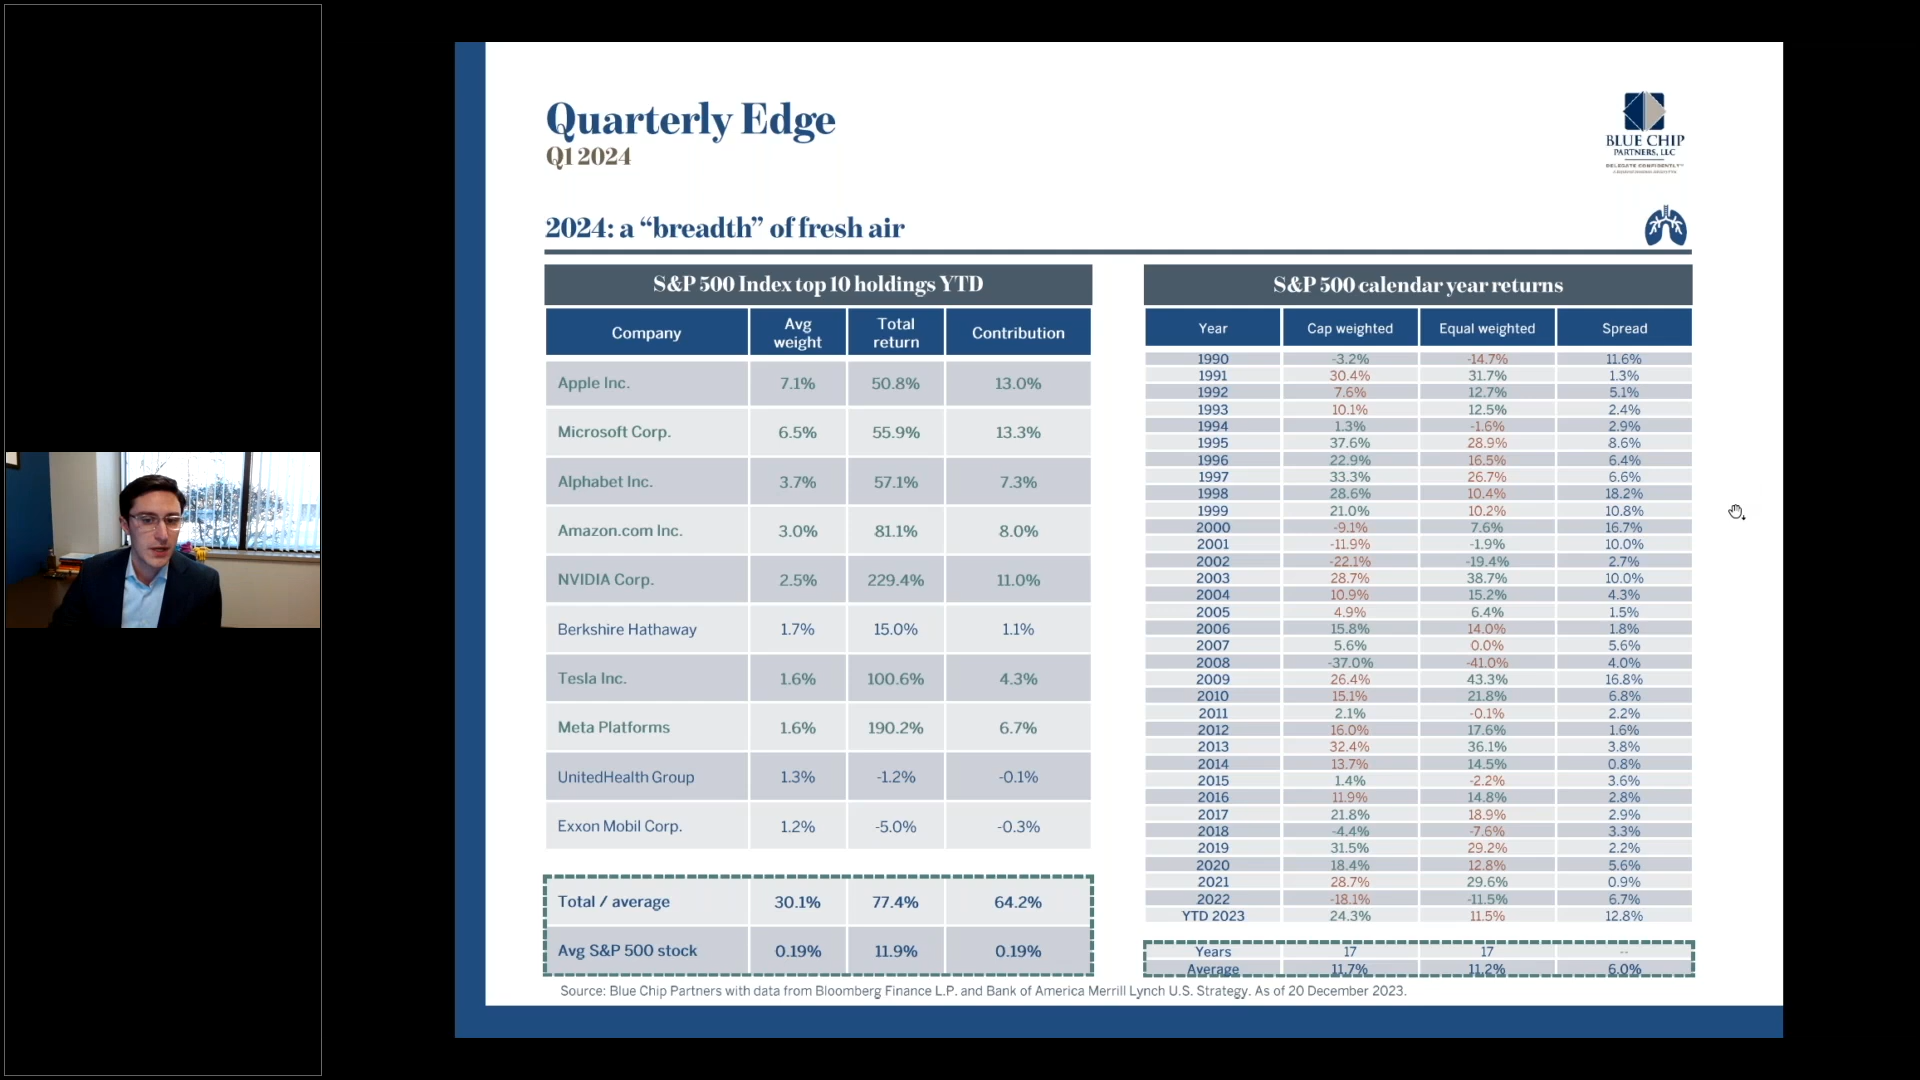 Quarterly Edge
Q1 2024
BLUE CHIP
PARTNERS, LLC
DELEGATE CONFIDENTLY™
2024: a “breadth” of fresh air
S&P 500 Index top 10 holdings YTD
Company Avg weight Total return Contribution
Apple Inc. 7.1% 50.8% 13.0%
Microsoft Corp. 6.5% 55.9% 13.3%
Alphabet Inc. 3.7% 57.1% 7.3%
Amazon.com Inc. 3.0% 81.1% 8.0%
NVIDIA Corp. 2.5% 229.4% 11.0%
Berkshire Hathaway 1.7% 15.0% 1.1%
Tesla Inc. 1.6% 100.6% 4.3%
Meta Platforms 1.6% 190.2% 6.7%
UnitedHealth Group 1.3% -1.2% -0.1%
Exxon Mobil Corp. 1.2% -5.0% -0.3%
Total / average 30.1% 77.4% 64.2%
Avg S&P 500 stock 0.19% 11.9% 0.19%
S&P 500 calendar year returns
Year Cap weighted Equal weighted Spread
1990 -3.2% -14.7% 11.6%
1991 30.4% 31.7% 1.3%
1992 7.6% 12.7% 5.1%
1993 10.1% 12.5% 2.4%
1994 1.3% -1.6% 2.9%
1995 37.6% 28.9% 8.6%
1996 22.9% 16.5% 6.4%
1997 33.3% 26.7% 6.6%
1998 28.6% 10.4% 18.2%
1999 21.0% 10.2% 10.8%
2000 -9.1% 7.6% 16.7%
2001 -11.9% -1.9% 10.0%
2002 -22.1% -19.4% 2.7%
2003 28.7% 38.7% 10.0%
2004 10.9% 15.2% 4.3%
2005 4.9% 6.4% 1.5%
2006 15.8% 14.0% 1.8%
2007 5.6% 0.0% 5.6%
2008 -37.0% -41.0% 4.0%
2009 26.4% 43.3% 16.8%
2010 15.1% 21.8% 6.8%
2011 2.1% -0.1% 2.2%
2012 16.0% 17.6% 1.6%
2013 32.4% 36.1% 3.8%
2014 13.7% 14.5% 0.8%
2015 1.4% -2.2% 3.6%
2016 11.9% 14.8% 2.8%
2017 21.8% 18.9% 2.9%
2018 -4.4% -7.6% 3.3%
2019 31.5% 29.2% 2.2%
2020 18.4% 12.8% 5.6%
2021 28.7% 29.6% 0.9%
2022 -18.1% -11.5% 6.7%
YTD 2023 24.3% 11.5% 12.8%
Years 17 17 --
Average 11.7% 11.2% 6.0%
Source: Blue Chip Partners with data from Bloomberg Finance L.P. and Bank of America Merrill Lynch U.S. Strategy. As of 20 December 2023.